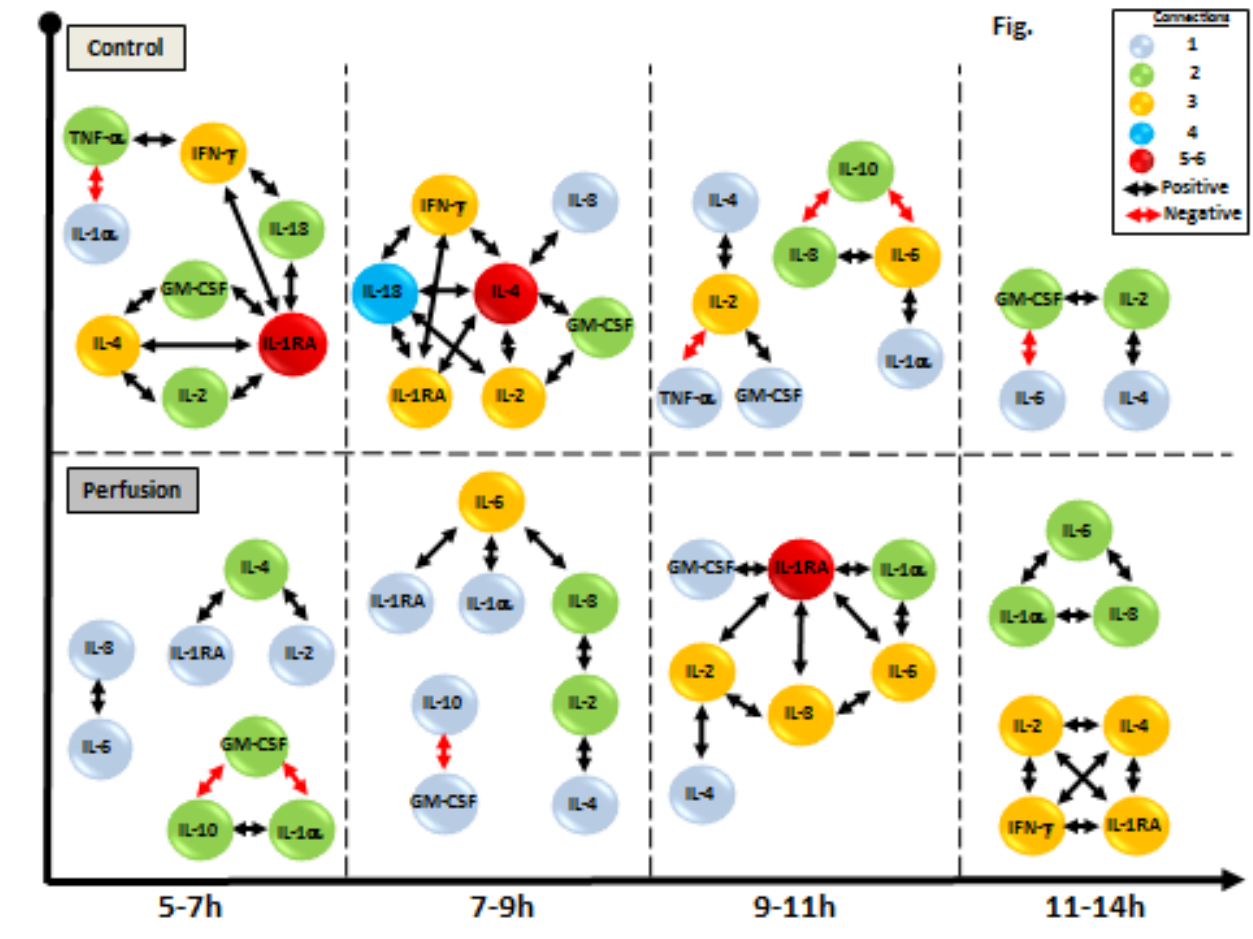 Control
TNF-α
IFN-γ
IL-1α
IL-18
GM-CSF
IL-4
IL-1RA
IL-2
IFN-γ
IL-8
IL-18
IL-4
GM-CSF
IL-1RA
IL-2
IL-10
IL-4
IL-8
IL-6
IL-2
IL-1α
TNF-α
GM-CSF
Fig.
Connections
1
2
3
4
5-6
Positive
Negative
GM-CSF
IL-2
IL-6
IL-4
Perfusion
IL-4
IL-8
IL-1RA
IL-2
IL-6
GM-CSF
IL-10
IL-1α
IL-6
IL-1RA
IL-1α
IL-8
IL-10
IL-2
GM-CSF
IL-4
GM-CSF
IL-1RA
IL-1α
IL-2
IL-6
IL-8
IL-4
IL-6
IL-1α
IL-8
IL-2
IL-4
IFN-γ
IL-1RA
5-7h
7-9h
9-11h
11-14h